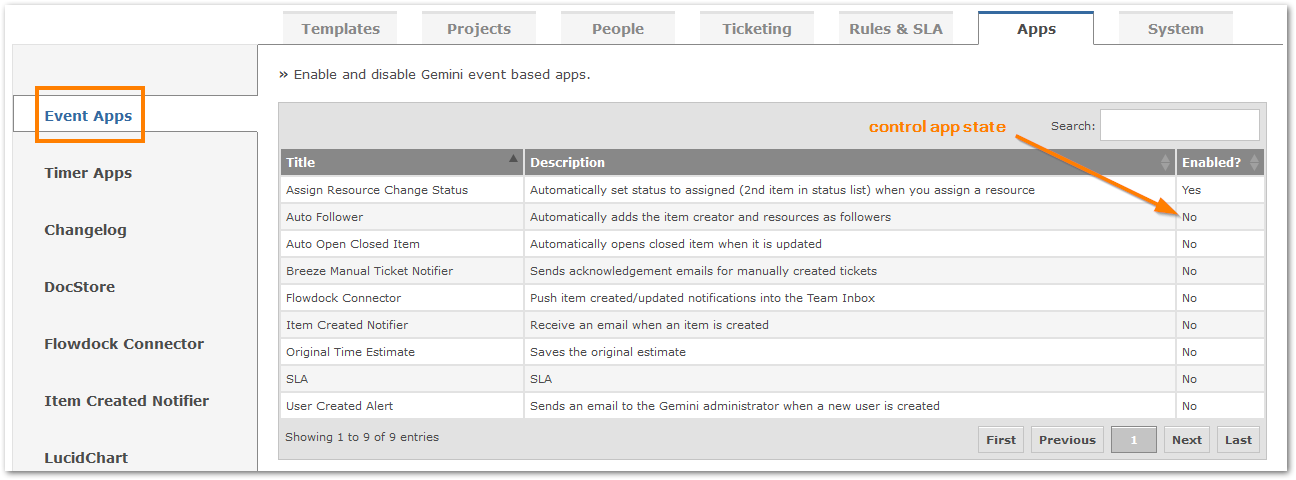 Templates Projects People Ticketing Rules & SLA Apps System
» Enable and disable Gemini event based apps.
Event Apps
Timer Apps
Changelog
DocStore
Flowdock Connector
Item Created Notifier
LucidChart
control app state Search:
Title Description Enabled?
Assign Resource Change Status Automatically set status to assigned (2nd item in status list) when you assign a resource Yes
Auto Follower Automatically adds the item creator and resources as followers No
Auto Open Closed Item Automatically opens closed item when it is updated No
Breeze Manual Ticket Notifier Sends acknowledgement emails for manually created tickets No
Flowdock Connector Push item created/updated notifications into the Team Inbox No
Item Created Notifier Receive an email when an item is created No
Original Time Estimate Saves the original estimate No
SLA SLA No
User Created Alert Sends an email to the Gemini administrator when a new user is created No
Showing 1 to 9 of 9 entries First Previous 1 Next Last